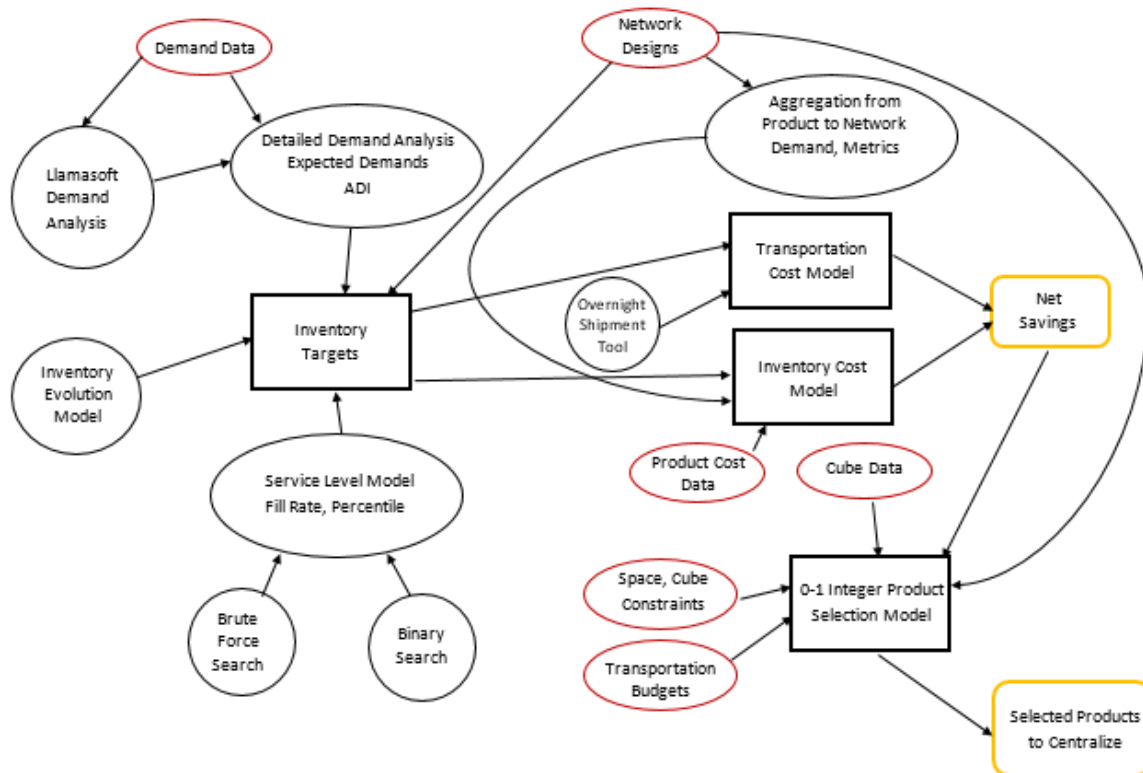 Demand Data
Network
Designs
Aggregation from
Product to Network
Demand, Metrics
Detailed Demand Analysis
Expected Demands
ADI
Llamasoft
Demand
Analysis
Transportation
Cost Model
Overnight
Shipment
Tool
Net
Savings
Inventory
Targets
Inventory Cost
Model
Inventory
Evolution
Model
Product Cost
Data
Cube Data
Service Level Model
Fill Rate, Percentile
Space, Cube
Constraints
0-1 Integer Product
Selection Model
Brute
Force
Search
Binary
Search
Transportation
Budgets
Selected Products
to Centralize